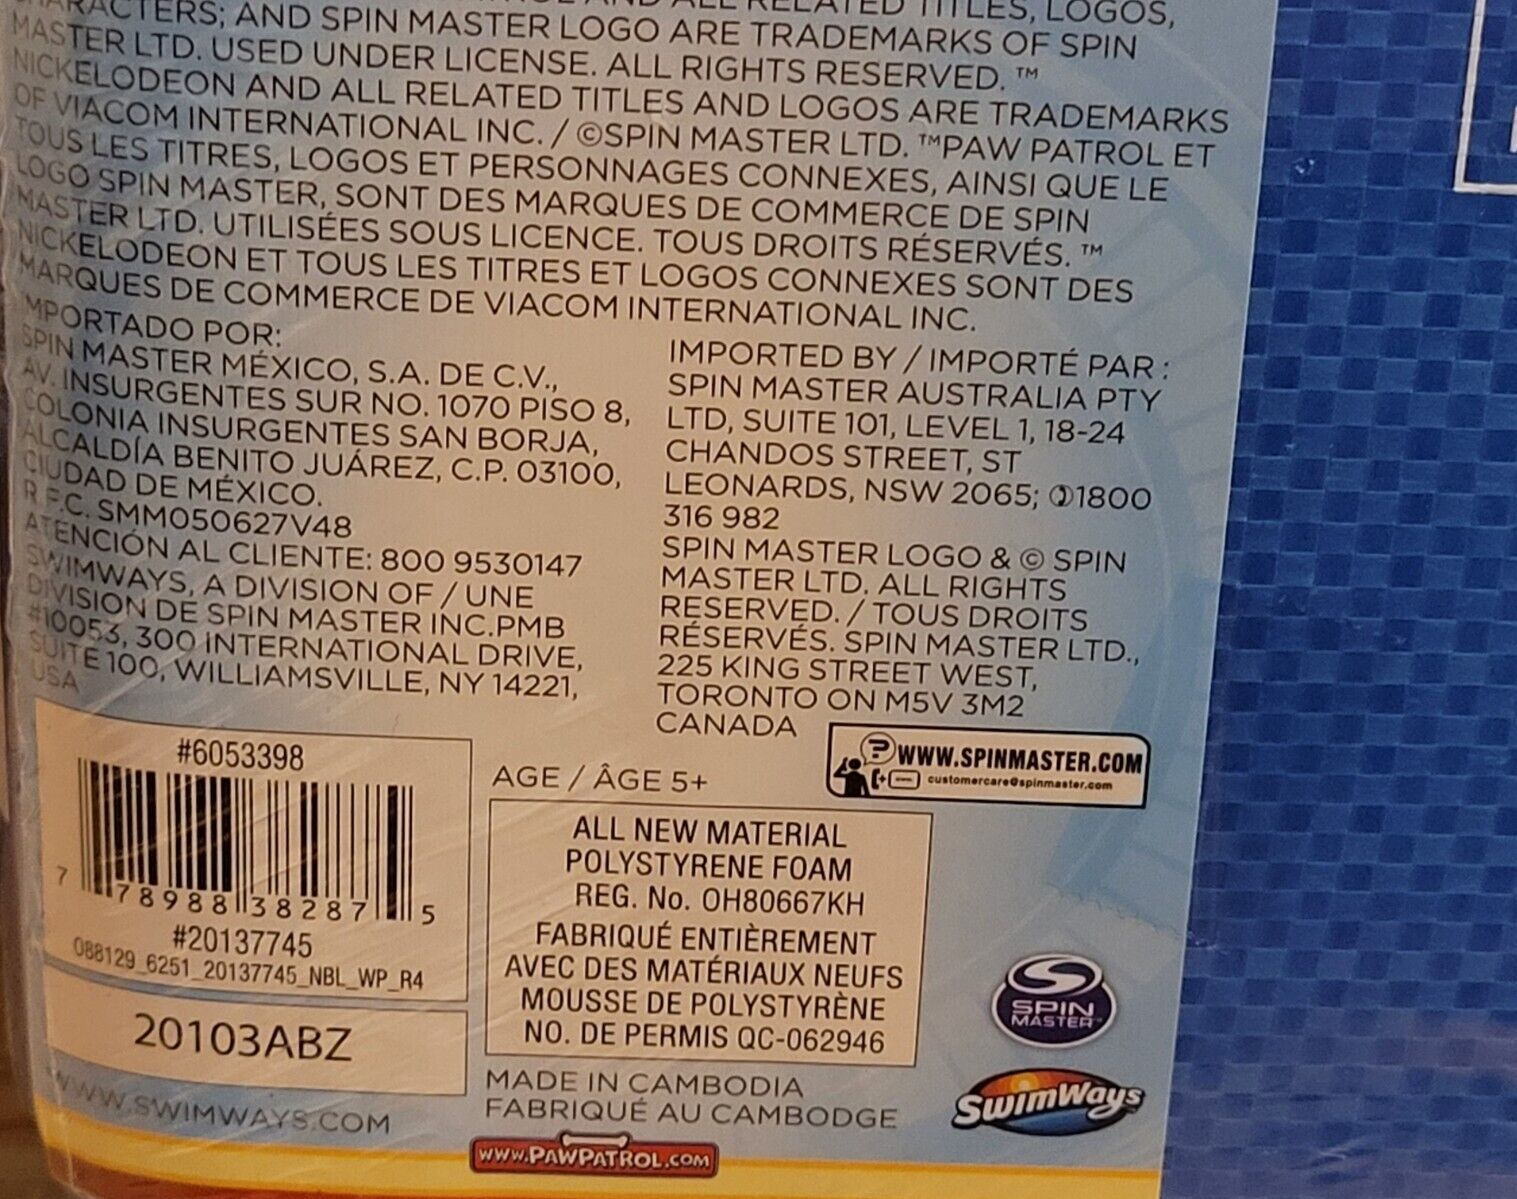 CHARACTERS; AND SPIN MASTER LOGO ARE TRADEMARKS OF SPIN
ALL RELATED TITLES, LOGOS,
MASTER LTD. USED UNDER LICENSE. ALL RIGHTS RESERVED. ™
NICKELODEON AND ALL RELATED TITLES AND LOGOS ARE TRADEMARKS
OF VIACOM INTERNATIONAL INC. / ©SPIN MASTER LTD. ™PAW PATROL ET
TOUS LES TITRES, LOGOS ET PERSONNAGES CONNEXES, AINSI QUE LE
LOGO SPIN MASTER, SONT DES MARQUES DE COMMERCE DE SPIN
MASTER LTD. UTILISÉES SOUS LICENCE. TOUS DROITS RÉSERVÉS. ™
NICKELODEON ET TOUS LES TITRES ET LOGOS CONNEXES SONT DES
MARQUES DE COMMERCE DE VIACOM INTERNATIONAL INC.
IMPORTADO POR:
SPIN MASTER MÉXICO, S.A. DE C.V.,
AV. INSURGENTES SUR NO. 1070 PISO 8,
COLONIA INSURGENTES SAN BORJA,
ALCALDÍA BENITO JUÁREZ, C.P. 03100,
CIUDAD DE MÉXICO.
R.F.C. SMM050627V48
ATENCIÓN AL CLIENTE: 800 9530147
SWIMWAYS, A DIVISION OF / UNE
DIVISION DE SPIN MASTER INC.PMB
#10053, 300 INTERNATIONAL DRIVE,
SUITE 100, WILLIAMSVILLE, NY 14221,
USA
IMPORTED BY / IMPORTÉ PAR :
SPIN MASTER AUSTRALIA PTY
LTD, SUITE 101, LEVEL 1, 18-24
CHANDOS STREET, ST
LEONARDS, NSW 2065; ✆1800
316 982
SPIN MASTER LOGO & © SPIN
MASTER LTD. ALL RIGHTS
RESERVED. / TOUS DROITS
RÉSERVÉS. SPIN MASTER LTD.,
225 KING STREET WEST,
TORONTO ON M5V 3M2
CANADA
? WWW.SPINMASTER.COM
customercare@spinmaster.com
#6053398
7 78988 38287 5
#20137745
088129_6251_20137745_NBL_WP_R4
20103ABZ
WWW.SWIMWAYS.COM
AGE / ÂGE 5+
ALL NEW MATERIAL
POLYSTYRENE FOAM
REG. No. OH80667KH
FABRIQUÉ ENTIÈREMENT
AVEC DES MATÉRIAUX NEUFS
MOUSSE DE POLYSTYRÈNE
NO. DE PERMIS QC-062946
MADE IN CAMBODIA
FABRIQUÉ AU CAMBODGE
WWW.PAWPATROL.COM
SPIN
MASTER™
SwimWays